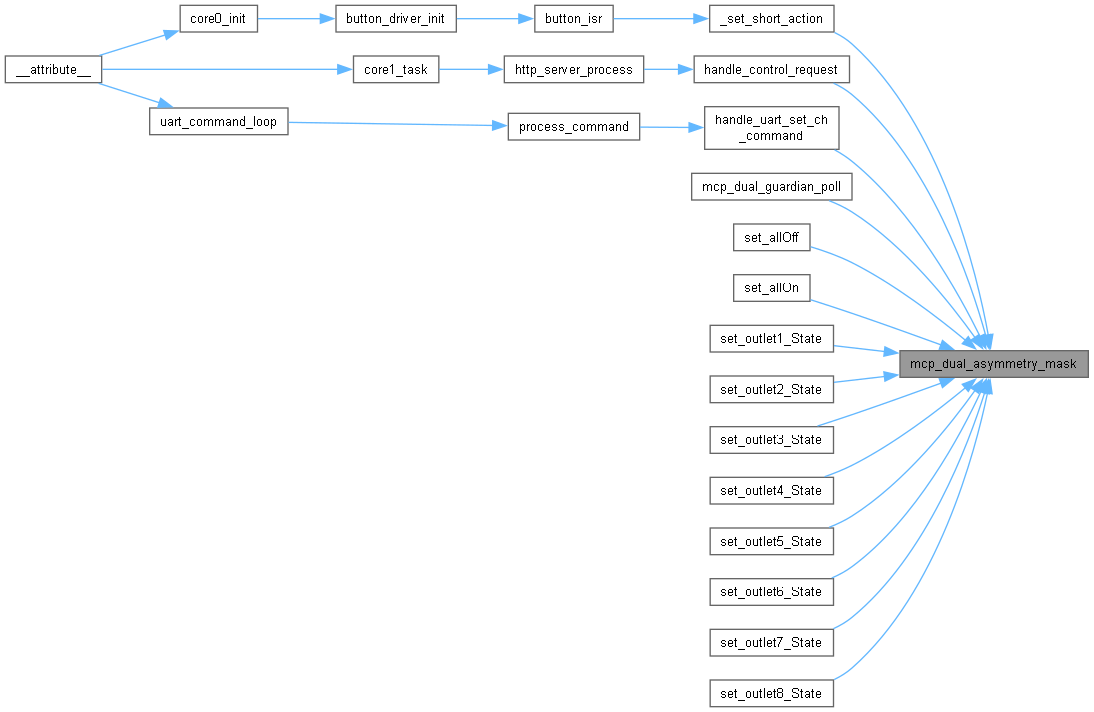 core0_init
button_driver_init
button_isr
_set_short_action
__attribute__
core1_task
http_server_process
handle_control_request
uart_command_loop
process_command
handle_uart_set_ch
_command
mcp_dual_guardian_poll
set_allOff
set_allOn
set_outlet1_State
mcp_dual_asymmetry_mask
set_outlet2_State
set_outlet3_State
set_outlet4_State
set_outlet5_State
set_outlet6_State
set_outlet7_State
set_outlet8_State